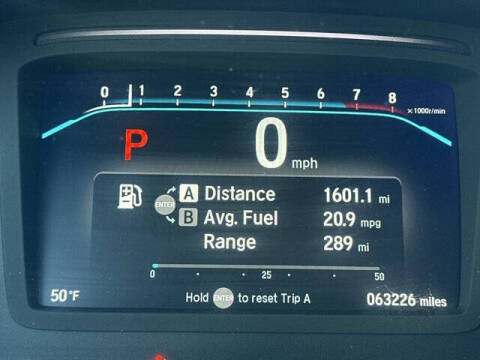 0 1 2 3 4 5 6 7 8
x1000r/min
P 0 mph
ENTER A Distance 1601.1 mi
B Avg. Fuel 20.9 mpg
Range 289 mi
0 25 50
50°F Hold ENTER to reset Trip A 063226 miles